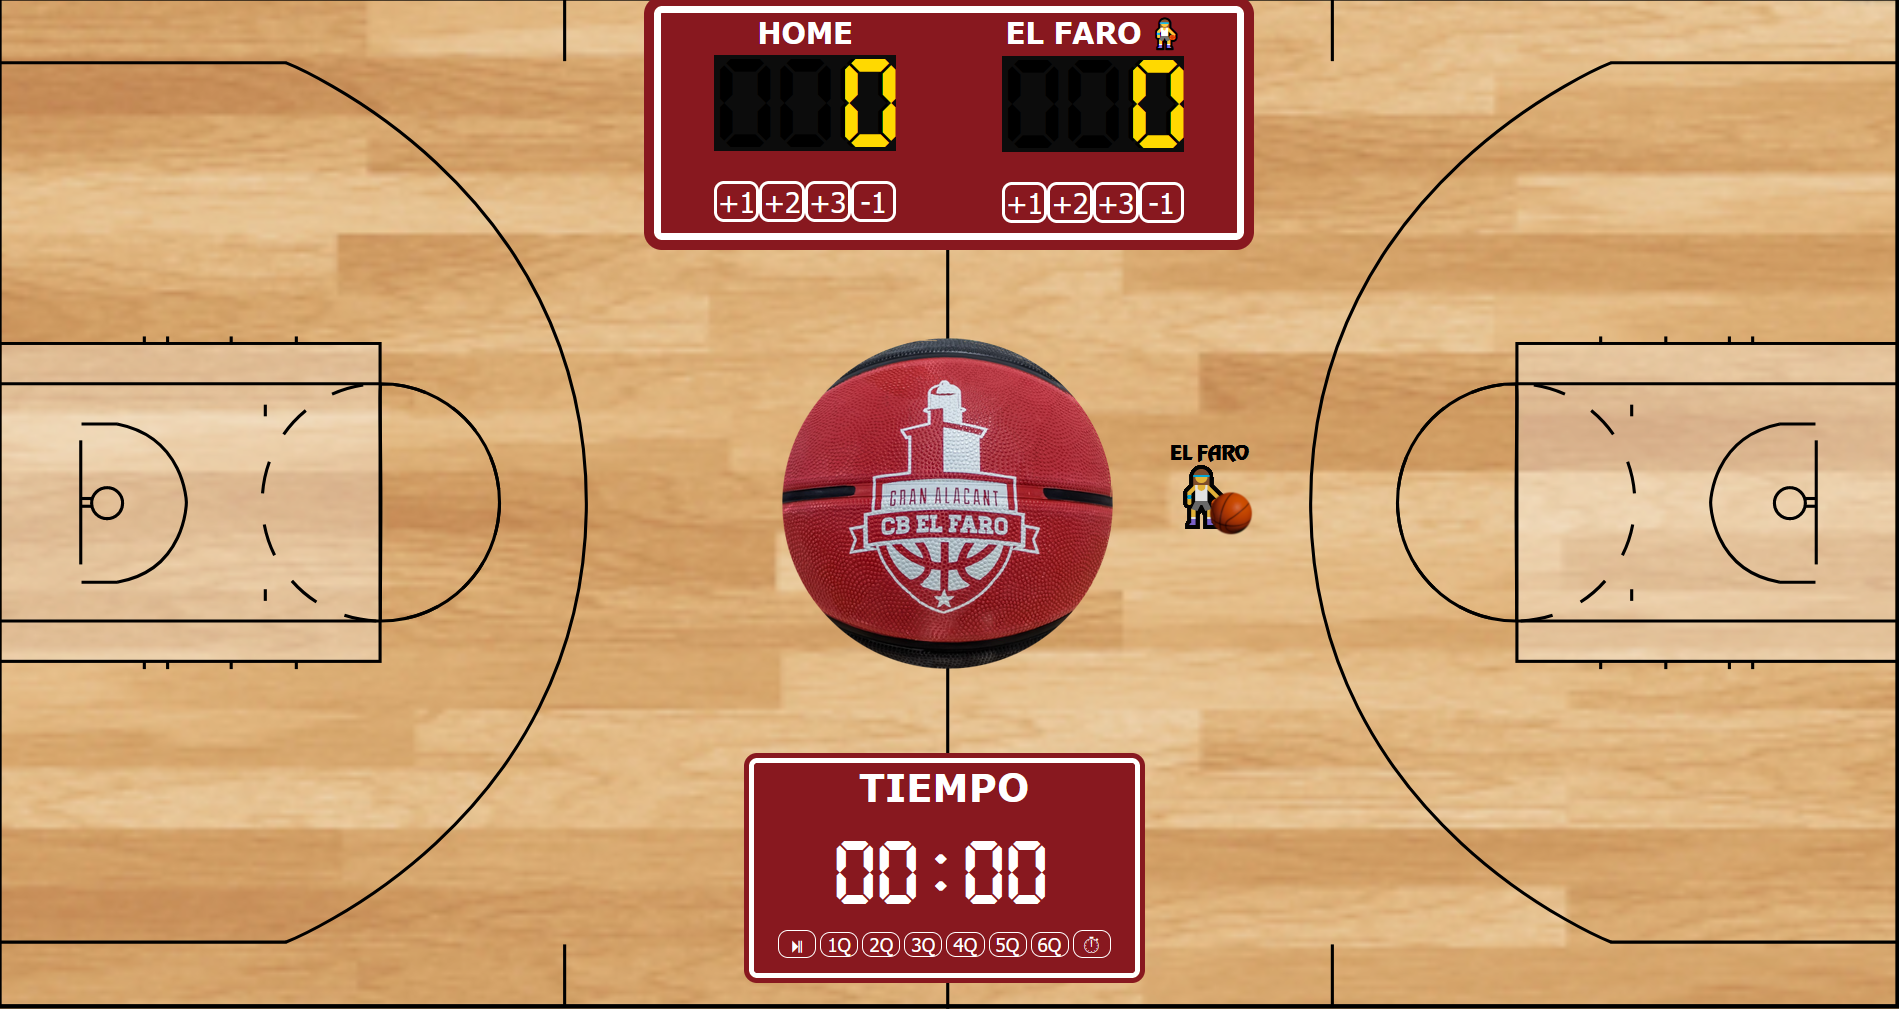 HOME
EL FARO
0
0
+1 +2 +3 -1
+1 +2 +3 -1
GRAN ALACANT
CB EL FARO
EL FARO
TIEMPO
00:00
1Q 2Q 3Q 4Q 5Q 6Q